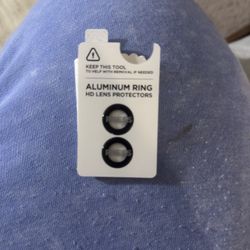 KEEP THIS TOOL
TO HELP WITH REMOVAL IF NEEDED
ALUMINUM RING
HD LENS PROTECTORS